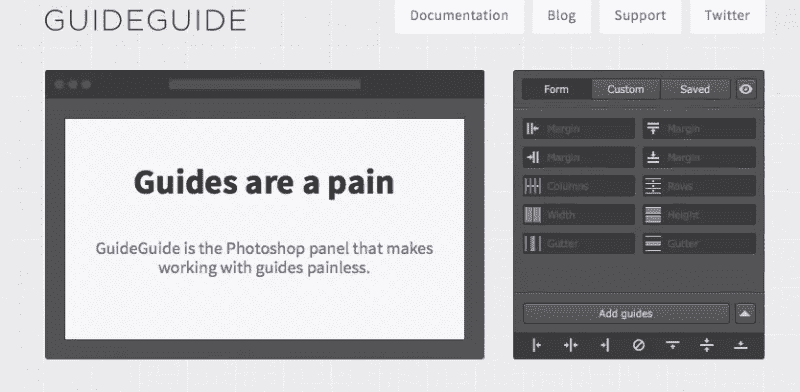 GUIDEGUIDE
Documentation Blog Support Twitter
Guides are a pain
GuideGuide is the Photoshop panel that makes
working with guides painless.
Form Custom Saved
Margin Margin
Margin Margin
Columns Rows
Width Height
Gutter Gutter
Add guides